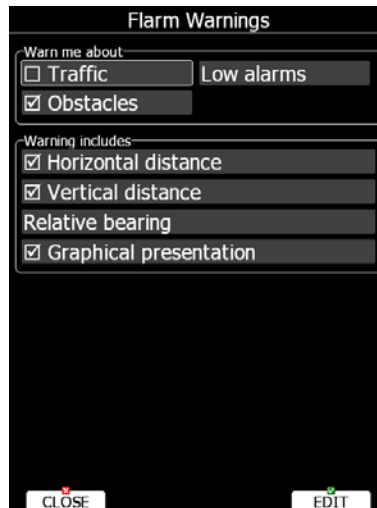 Flarm Warnings
Warn me about
Traffic Low alarms
Obstacles
Warning includes
Horizontal distance
Vertical distance
Relative bearing
Graphical presentation
CLOSE EDIT